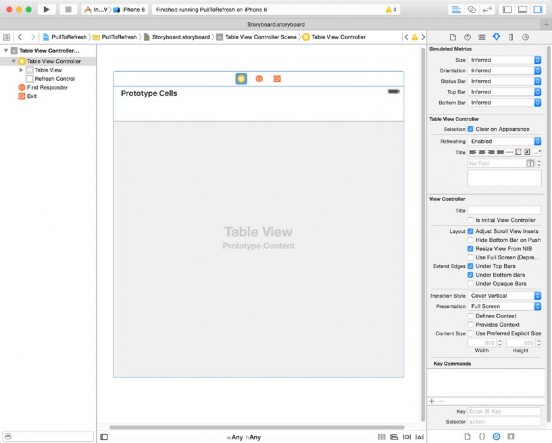 In...V
iPhone 6
Finished running PullToRefresh on iPhone 6
2
Storyboard.storyboard
PullToRefresh
PullToRefresh
Storyboard.storyboard
Table View Controller Scene
Table View Controller
Table View Controller...
Table View Controller
Table View
Refresh Control
First Responder
Exit
Prototype Cells
Table View
Prototype Content
wAny hAny
Simulated Metrics
Size Inferred
Orientation Inferred
Status Bar Inferred
Top Bar Inferred
Bottom Bar Inferred
Table View Controller
Selection Clear on Appearance
Refreshing Enabled
Title
No Font
View Controller
Title
Is Initial View Controller
Layout Adjust Scroll View Insets
Hide Bottom Bar on Push
Resize View From NIB
Use Full Screen (Depre...
Extend Edges Under Top Bars
Under Bottom Bars
Under Opaque Bars
Transition Style Cover Vertical
Presentation Full Screen
Defines Context
Provides Context
Content Size Use Preferred Explicit Size
600 600
Width Height
Key Commands
Key Enter ⌘ Key
Selector action